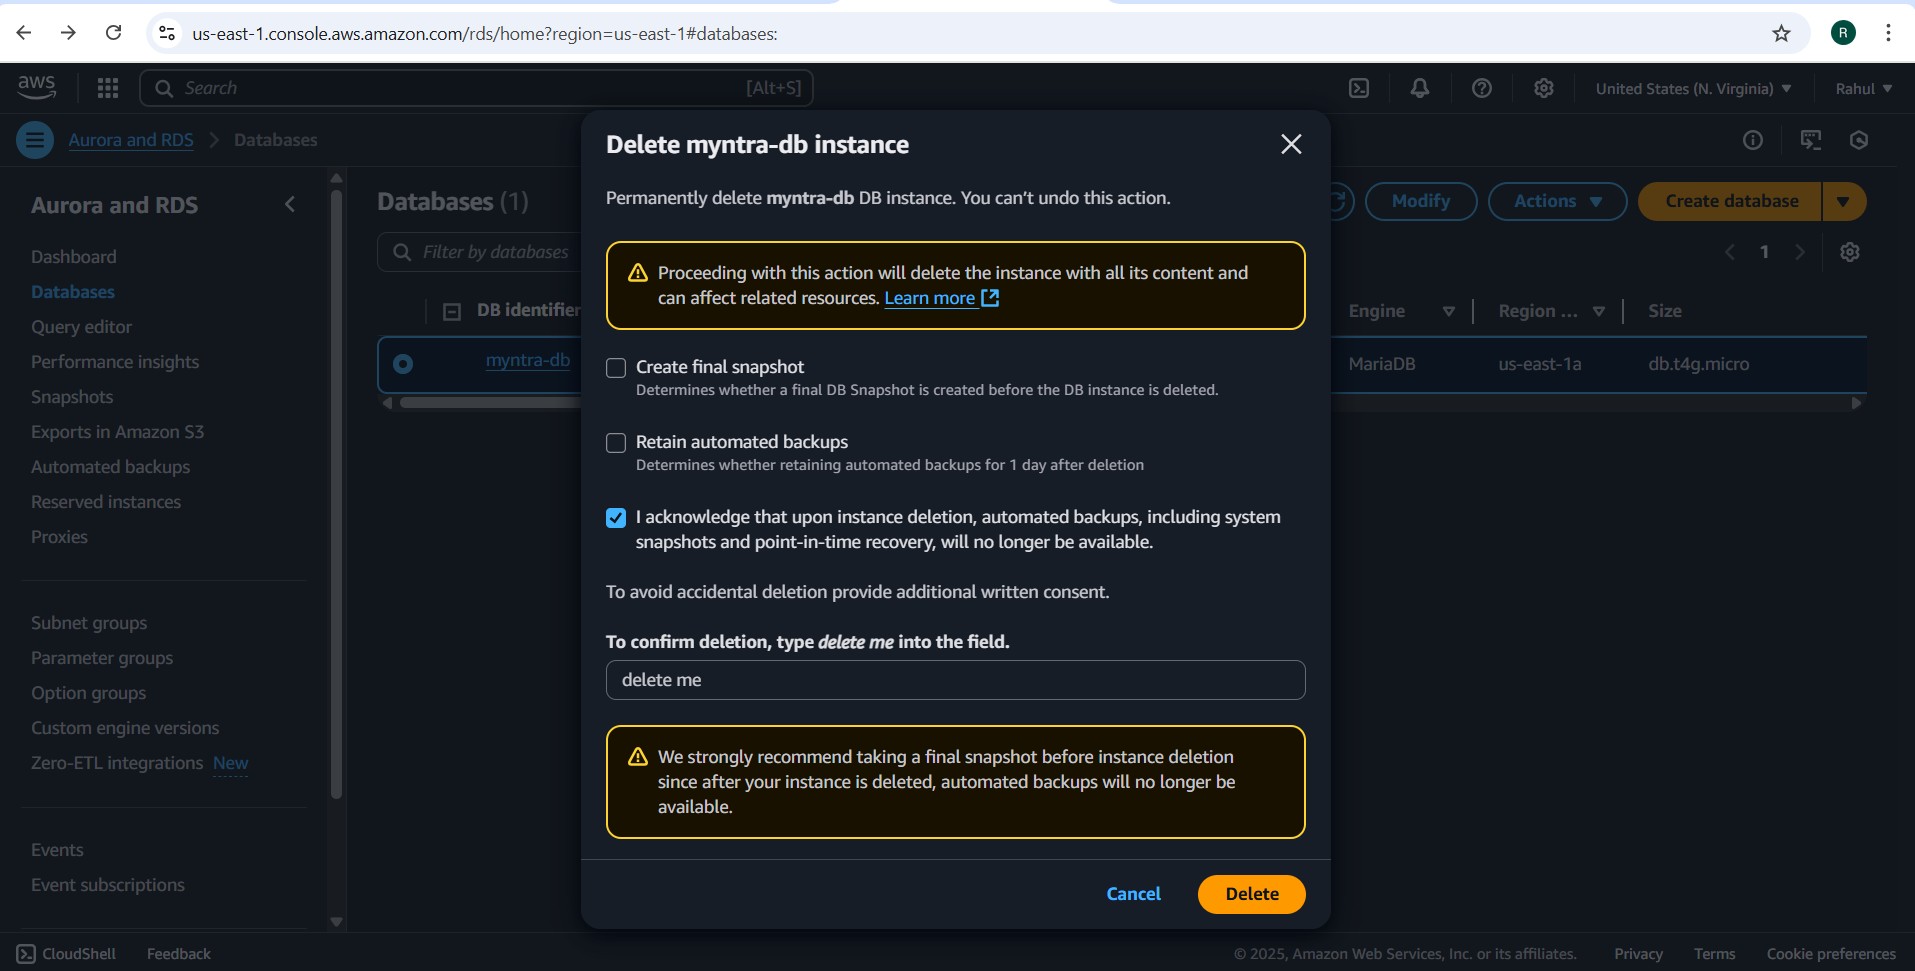 us-east-1.console.aws.amazon.com/rds/home?region=us-east-1#databases:
R
aws
Search
[Alt+S]
United States (N. Virginia)
Rahul
Aurora and RDS
Databases
Aurora and RDS
Dashboard
Databases
Query editor
Performance insights
Snapshots
Exports in Amazon S3
Automated backups
Reserved instances
Proxies
Subnet groups
Parameter groups
Option groups
Custom engine versions
Zero-ETL integrations New
Events
Event subscriptions
Databases (1)
Modify
Actions
Create database
Filter by databases
1
DB identifier
Engine
Region ...
Size
myntra-db
MariaDB
us-east-1a
db.t4g.micro
Delete myntra-db instance
Permanently delete myntra-db DB instance. You can't undo this action.
Proceeding with this action will delete the instance with all its content and
can affect related resources. Learn more
Create final snapshot
Determines whether a final DB Snapshot is created before the DB instance is deleted.
Retain automated backups
Determines whether retaining automated backups for 1 day after deletion
I acknowledge that upon instance deletion, automated backups, including system
snapshots and point-in-time recovery, will no longer be available.
To avoid accidental deletion provide additional written consent.
To confirm deletion, type delete me into the field.
delete me
We strongly recommend taking a final snapshot before instance deletion
since after your instance is deleted, automated backups will no longer be
available.
Cancel
Delete
CloudShell
Feedback
© 2025, Amazon Web Services, Inc. or its affiliates.
Privacy
Terms
Cookie preferences